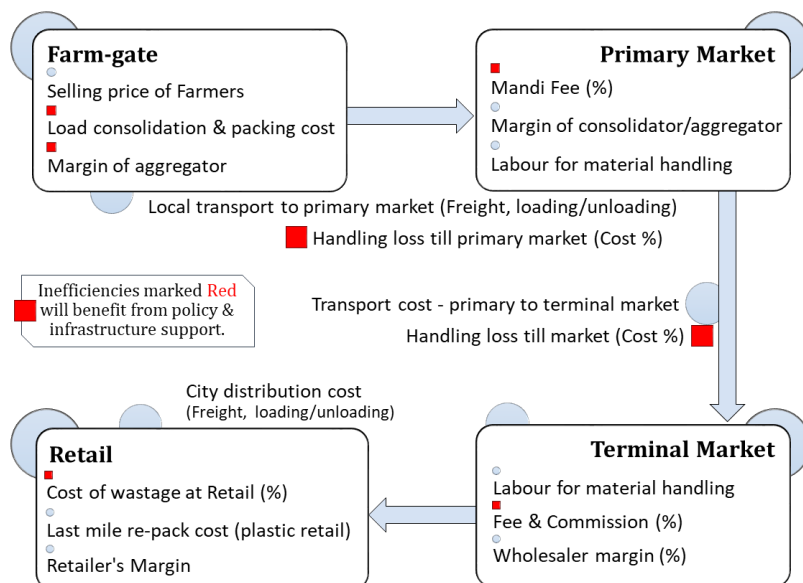 Farm-gate
Selling price of Farmers
Load consolidation & packing cost
Margin of aggregator
Primary Market
Mandi Fee (%)
Margin of consolidator/aggregator
Labour for material handling
Local transport to primary market (Freight, loading/unloading)
Handling loss till primary market (Cost %)
Inefficiencies marked Red
will benefit from policy &
infrastructure support.
Transport cost - primary to terminal market
Handling loss till market (Cost %)
City distribution cost
(Freight, loading/unloading)
Retail
Cost of wastage at Retail (%)
Last mile re-pack cost (plastic retail)
Retailer's Margin
Terminal Market
Labour for material handling
Fee & Commission (%)
Wholesaler margin (%)